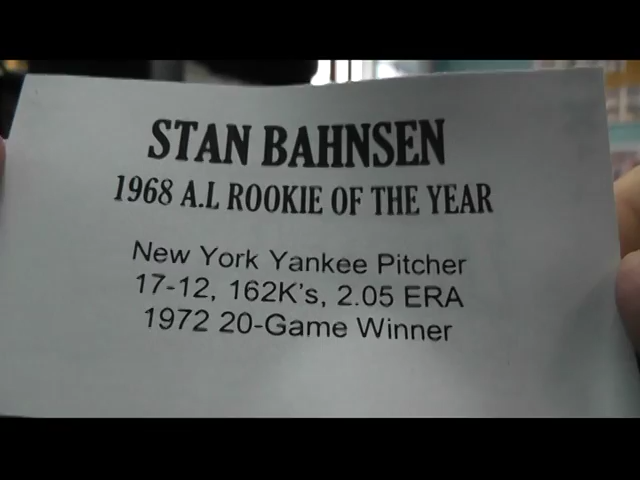 STAN BAHNSEN
1968 A.L ROOKIE OF THE YEAR
New York Yankee Pitcher
17-12, 162K's, 2.05 ERA
1972 20-Game Winner